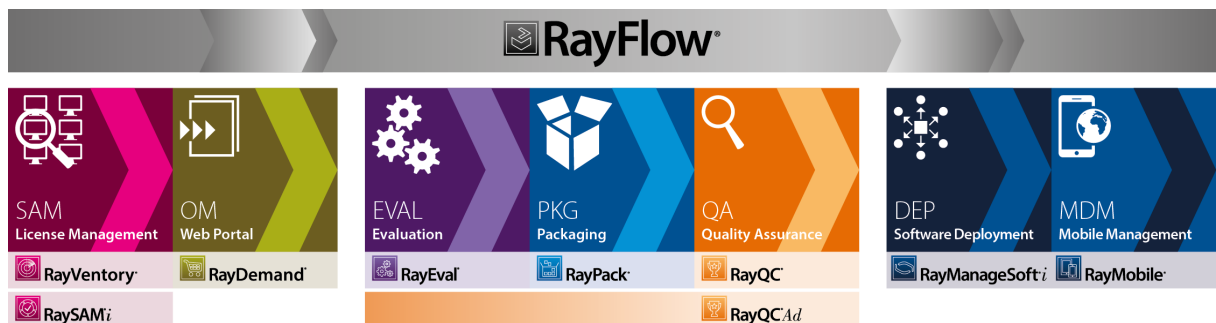 RayFlow®
SAM
License Management
OM
Web Portal
EVAL
Evaluation
PKG
Packaging
QA
Quality Assurance
DEP
Software Deployment
MDM
Mobile Management
RayVentory
RayDemand
RayEval
RayPack
RayQC
RayManageSoft i
RayMobile
RaySAM i
RayQC Ad